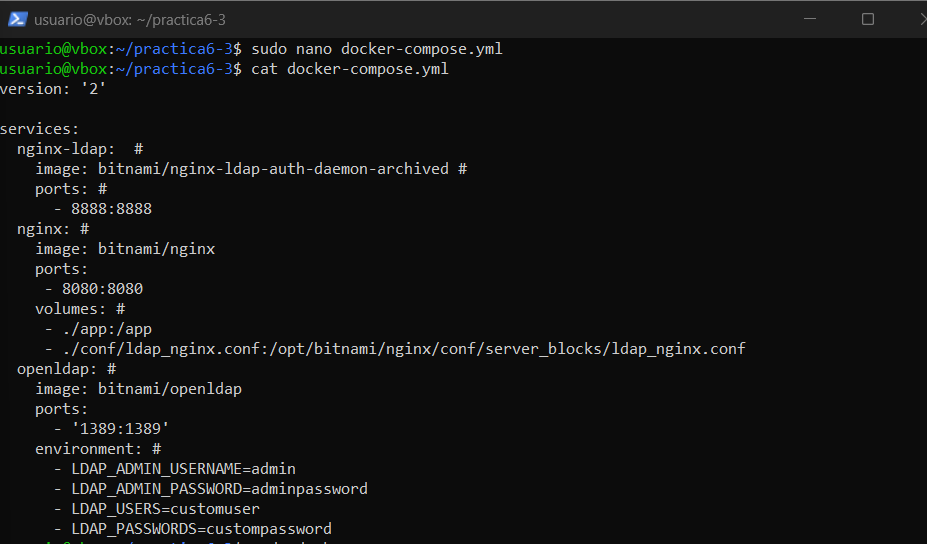 usuario@vbox: ~/practica6-3
usuario@vbox:~/practica6-3$ sudo nano docker-compose.yml
usuario@vbox:~/practica6-3$ cat docker-compose.yml
version: '2'
services:
  nginx-ldap:  #
    image: bitnami/nginx-ldap-auth-daemon-archived #
    ports: #
      - 8888:8888
  nginx: #
    image: bitnami/nginx
    ports:
     - 8080:8080
    volumes: #
     - ./app:/app
     - ./conf/ldap_nginx.conf:/opt/bitnami/nginx/conf/server_blocks/ldap_nginx.conf
  openldap: #
    image: bitnami/openldap
    ports:
      - '1389:1389'
    environment: #
      - LDAP_ADMIN_USERNAME=admin
      - LDAP_ADMIN_PASSWORD=adminpassword
      - LDAP_USERS=customuser
      - LDAP_PASSWORDS=custompassword